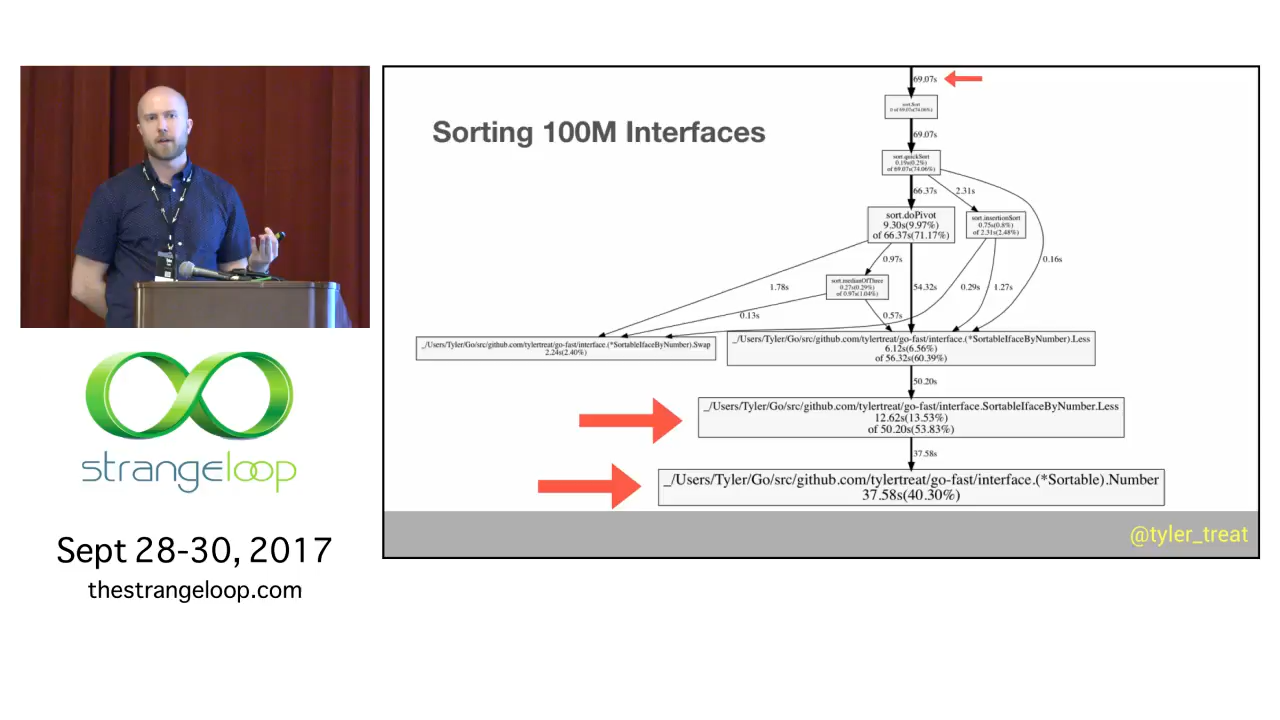 69.07s
sort.Sort
0 of 69.07s(74.06%)
Sorting 100M Interfaces
69.07s
sort.quickSort
0.19s(0.2%)
of 69.07s(74.06%)
66.37s
2.31s
sort.doPivot
9.30s(9.97%)
of 66.37s(71.17%)
sort.insertionSort
0.75s(0.8%)
of 2.31s(2.48%)
0.97s
0.16s
sort.medianOfThree
0.27s(0.29%)
of 0.97s(1.04%)
1.78s
54.32s
0.29s
1.27s
0.13s
0.57s
_/Users/Tyler/Go/src/github.com/tylertreat/go-fast/interface.(*SortableIfaceByNumber).Swap
2.24s(2.40%)
_/Users/Tyler/Go/src/github.com/tylertreat/go-fast/interface.(*SortableIfaceByNumber).Less
6.12s(6.56%)
of 56.32s(60.39%)
50.20s
_/Users/Tyler/Go/src/github.com/tylertreat/go-fast/interface.SortableIfaceByNumber.Less
12.62s(13.53%)
of 50.20s(53.83%)
37.58s
_/Users/Tyler/Go/src/github.com/tylertreat/go-fast/interface.(*Sortable).Number
37.58s(40.30%)
@tyler_treat
strangeloop
Sept 28-30, 2017
thestrangeloop.com